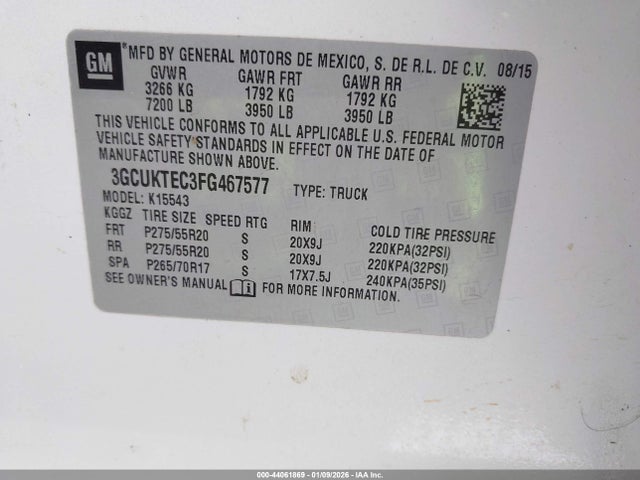 GM ® MFD BY GENERAL MOTORS DE MEXICO, S. DE R.L. DE C.V. 08/15
GVWR GAWR FRT GAWR RR
3266 KG 1792 KG 1792 KG
7200 LB 3950 LB 3950 LB
THIS VEHICLE CONFORMS TO ALL APPLICABLE U.S. FEDERAL MOTOR
VEHICLE SAFETY STANDARDS IN EFFECT ON THE DATE OF
MANUFACTURE SHOWN ABOVE.
3GCUKTEC3FG467577 TYPE: TRUCK
MODEL: K15543
KGGZ TIRE SIZE SPEED RTG RIM COLD TIRE PRESSURE
FRT P275/55R20 S 20X9J 220KPA(32PSI)
RR P275/55R20 S 20X9J 220KPA(32PSI)
SPA P265/70R17 S 17X7.5J 240KPA(35PSI)
SEE OWNER'S MANUAL i FOR MORE INFORMATION.
000-44061869 - 01/09/2026 - IAA Inc.